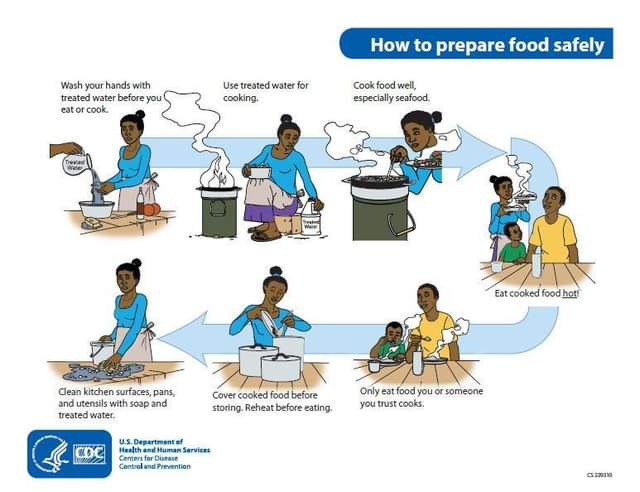 How to prepare food safely
Wash your hands with
treated water before you
eat or cook.
Use treated water for
cooking.
Cook food well,
especially seafood.
Treated
Water
Treated
Water
Eat cooked food hot!
Only eat food you or someone
you trust cooks.
Cover cooked food before
storing. Reheat before eating.
Clean kitchen surfaces, pans,
and utensils with soap and
treated water.
CDC
U.S. Department of
Health and Human Services
Centers for Disease
Control and Prevention